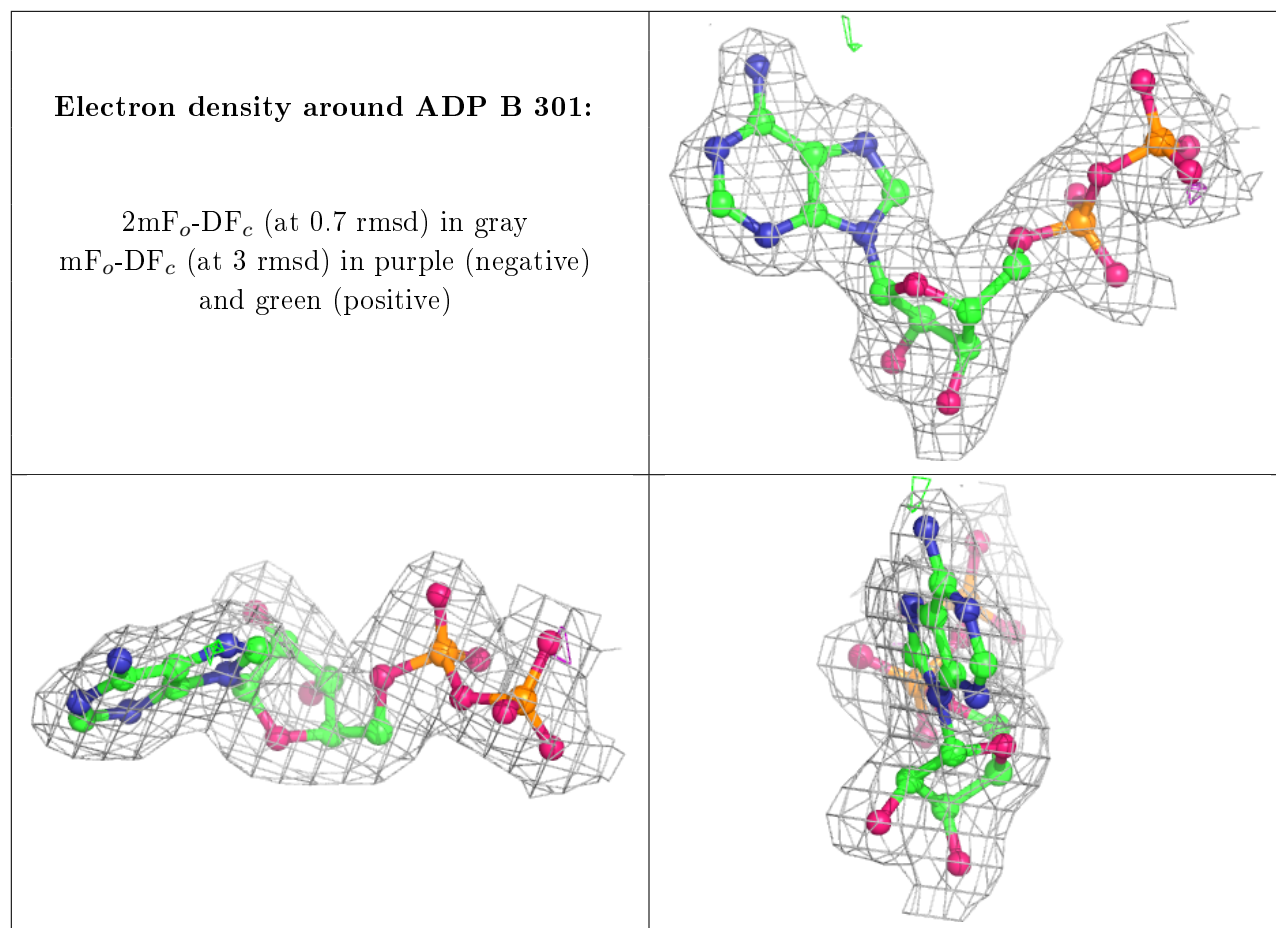 Electron density around ADP B 301:
2mFₒ-DF𝒸 (at 0.7 rmsd) in gray
mFₒ-DF𝒸 (at 3 rmsd) in purple (negative)
and green (positive)